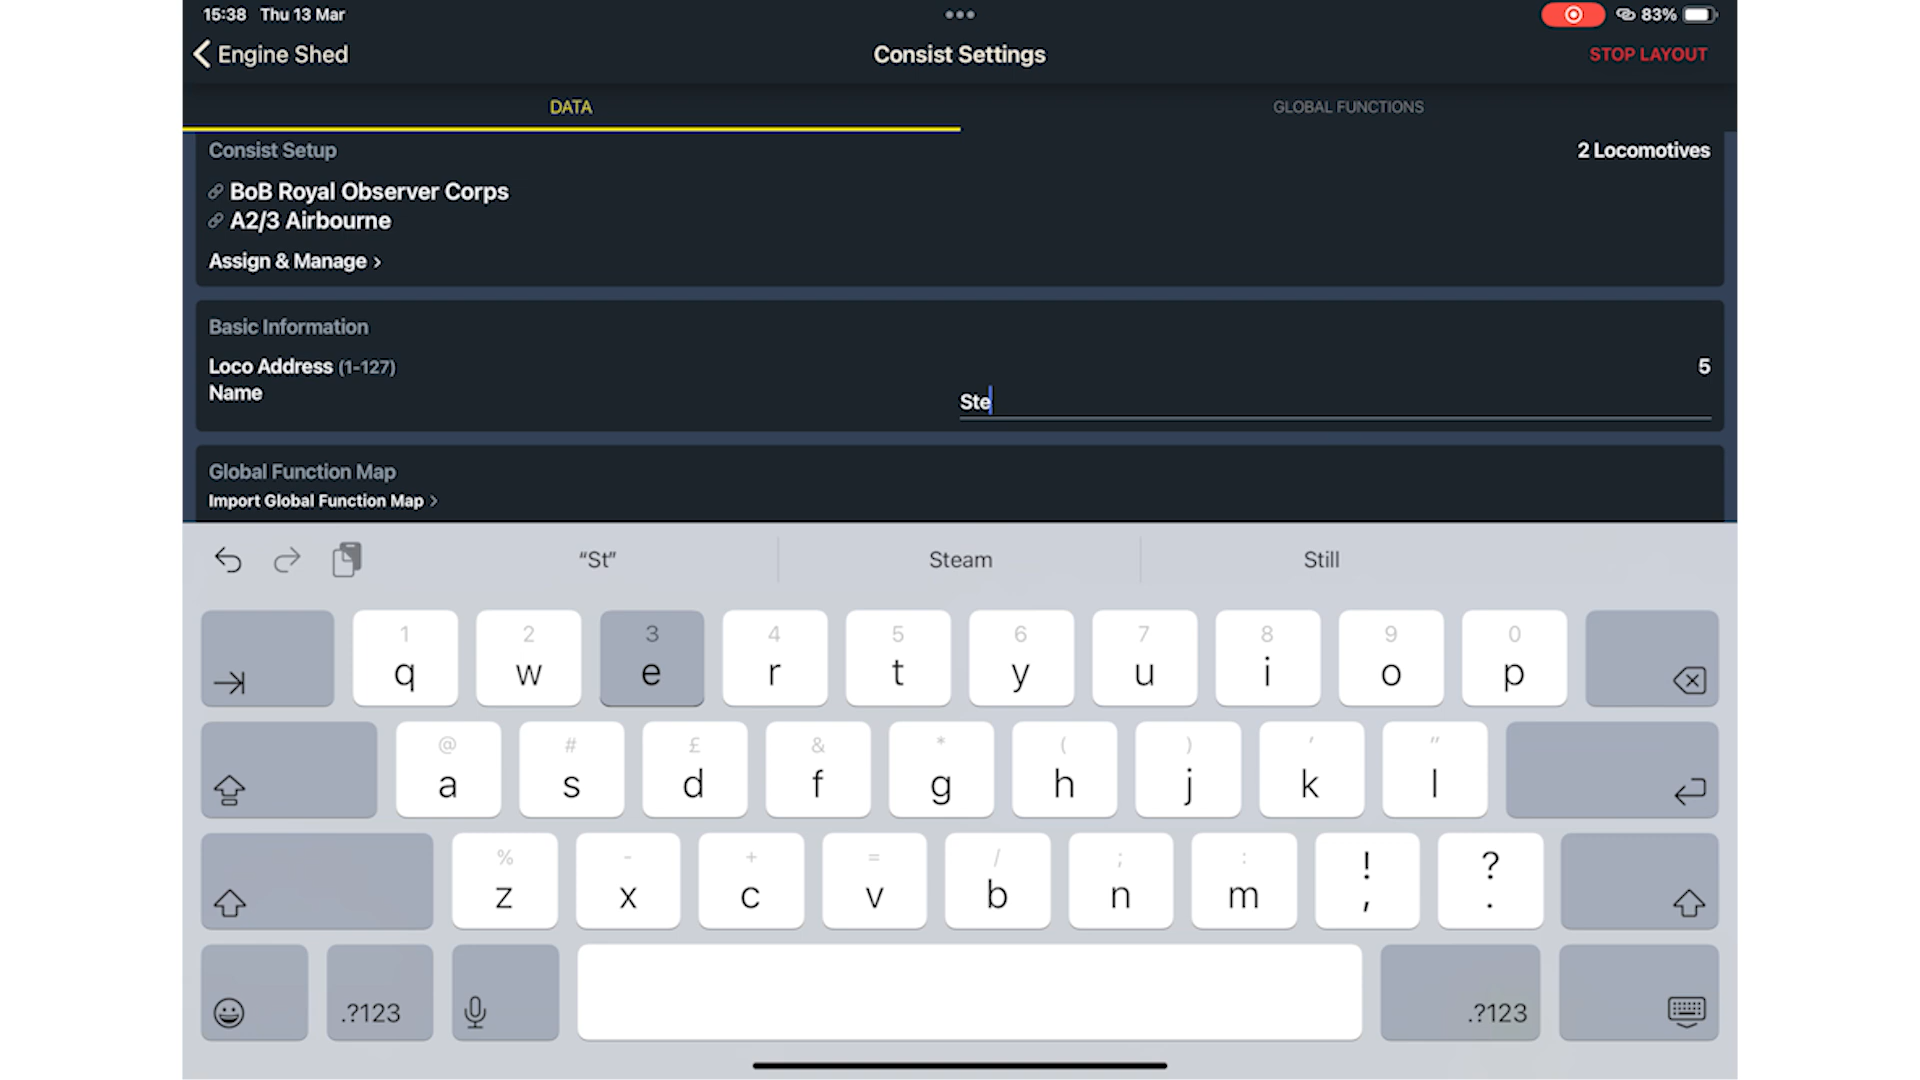 15:38 Thu 13 Mar
83%
Engine Shed
Consist Settings
STOP LAYOUT
DATA
GLOBAL FUNCTIONS
Consist Setup
2 Locomotives
BoB Royal Observer Corps
A2/3 Airbourne
Assign & Manage >
Basic Information
Loco Address (1-127)
5
Name
Ste
Global Function Map
Import Global Function Map >
“St” Steam Still
1 2 3 4 5 6 7 8 9 0
q w e r t y u i o p
@ # £ & * ( ) ' "
a s d f g h j k l
% - + = / ; : ! ?
z x c v b n m , .
.?123 .?123